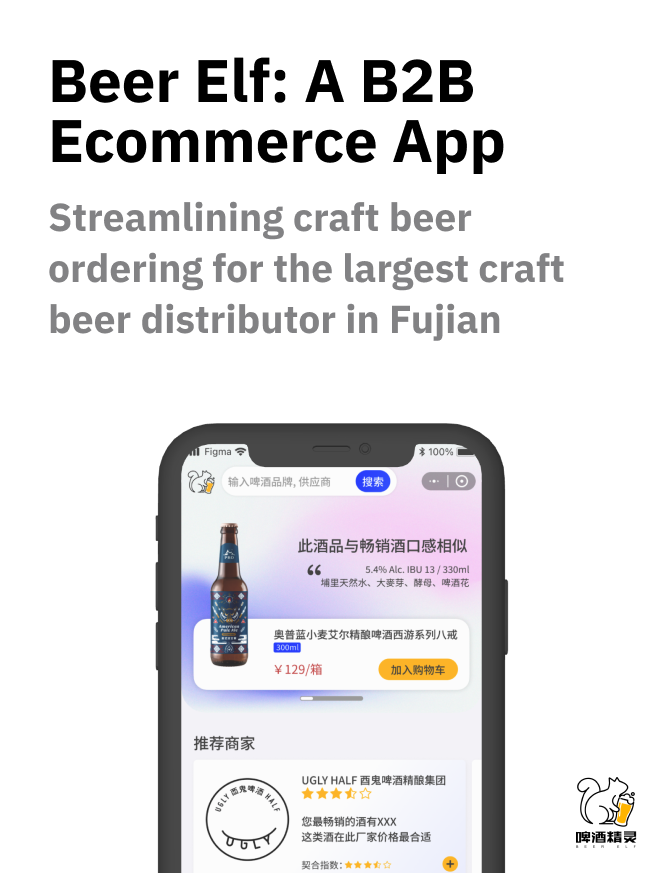 Beer Elf: A B2B
Ecommerce App
Streamlining craft beer
ordering for the largest craft
beer distributor in Fujian
Figma
100%
输入啤酒品牌, 供应商
搜索
此酒品与畅销酒口感相似
“
5.4% Alc. IBU 13 / 330ml
埔里天然水、大麥芽、酵母、啤酒花
American
Pale Ale
奥普蓝小麦艾尔精酿啤酒西游系列八戒
300ml
￥129/箱
加入购物车
推荐商家
UGLY 酉鬼啤酒 HALF
UGLY
UGLY HALF 酉鬼啤酒精酿集团
您最畅销的酒有XXX
这类酒在此厂家价格最合适
契合指数:
啤酒精灵
BEER ELF